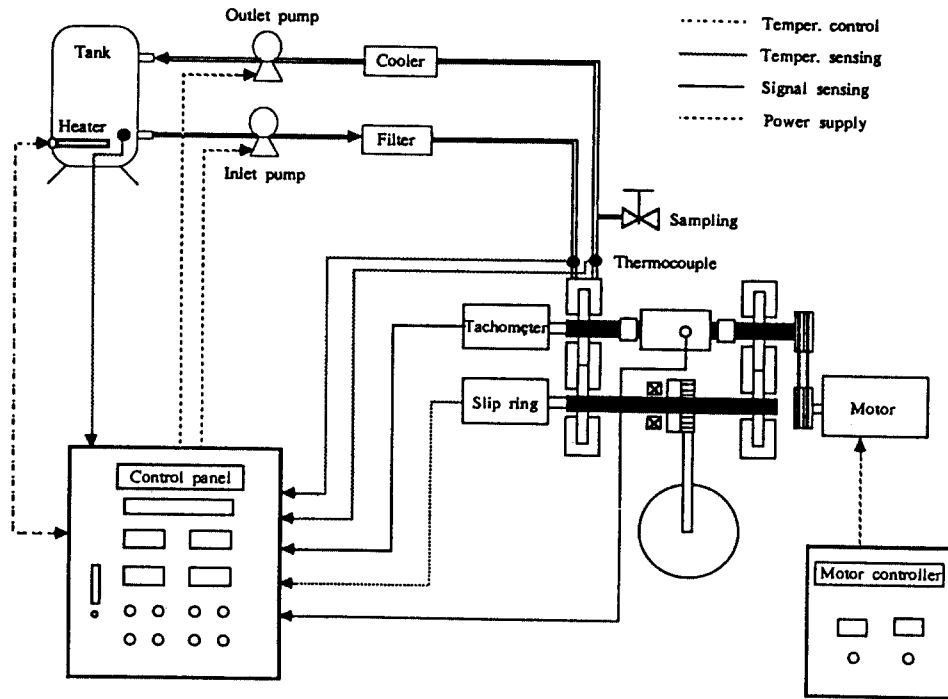 Outlet pump
Temper. control
Tank
Cooler
Temper. sensing
Signal sensing
Heater
Filter
Power supply
Inlet pump
Sampling
Thermocouple
Tachometer
Slip ring
Motor
Control panel
Motor controller